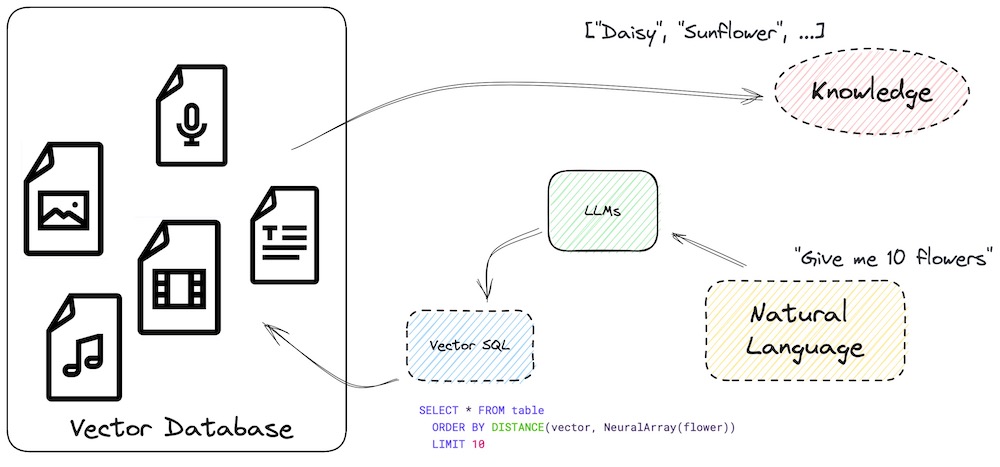 ["Daisy", "Sunflower", ...]
Knowledge
LLMs
"Give me 10 flowers"
Natural
Language
Vector SQL
SELECT * FROM table
ORDER BY DISTANCE(vector, NeuralArray(flower))
LIMIT 10
T
Vector Database